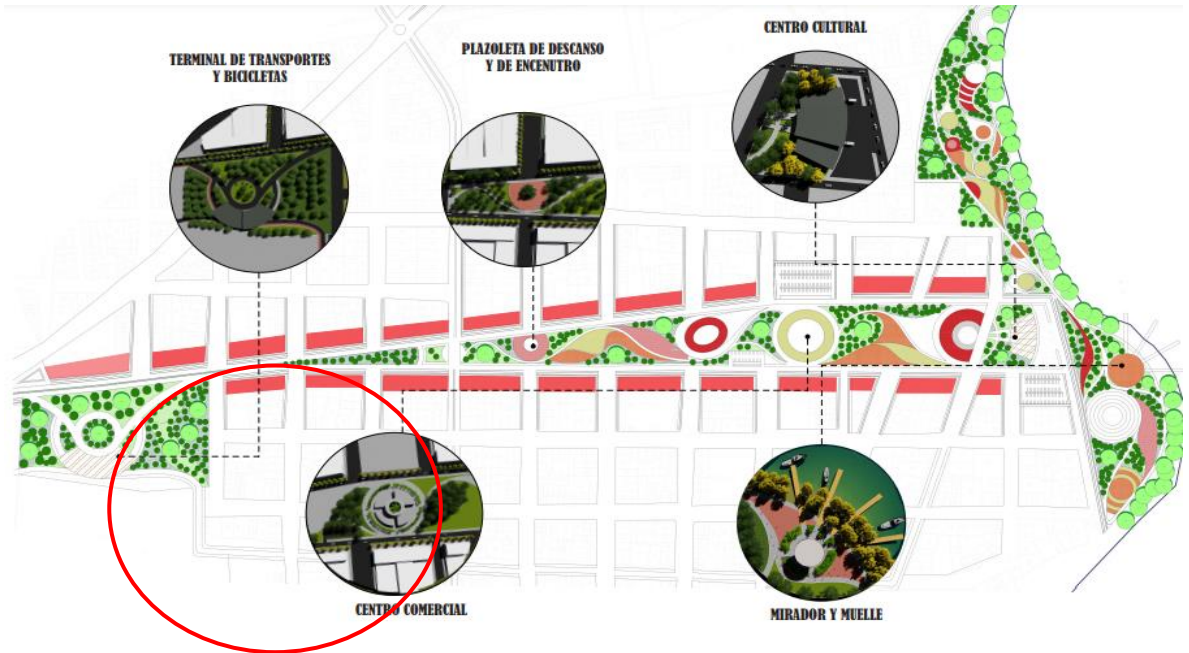 TERMINAL DE TRANSPORTES
Y BICICLETAS
PLAZOLETA DE DESCANSO
Y DE ENCENUTRO
CENTRO CULTURAL
CENTRO COMERCIAL
MIRADOR Y MUELLE